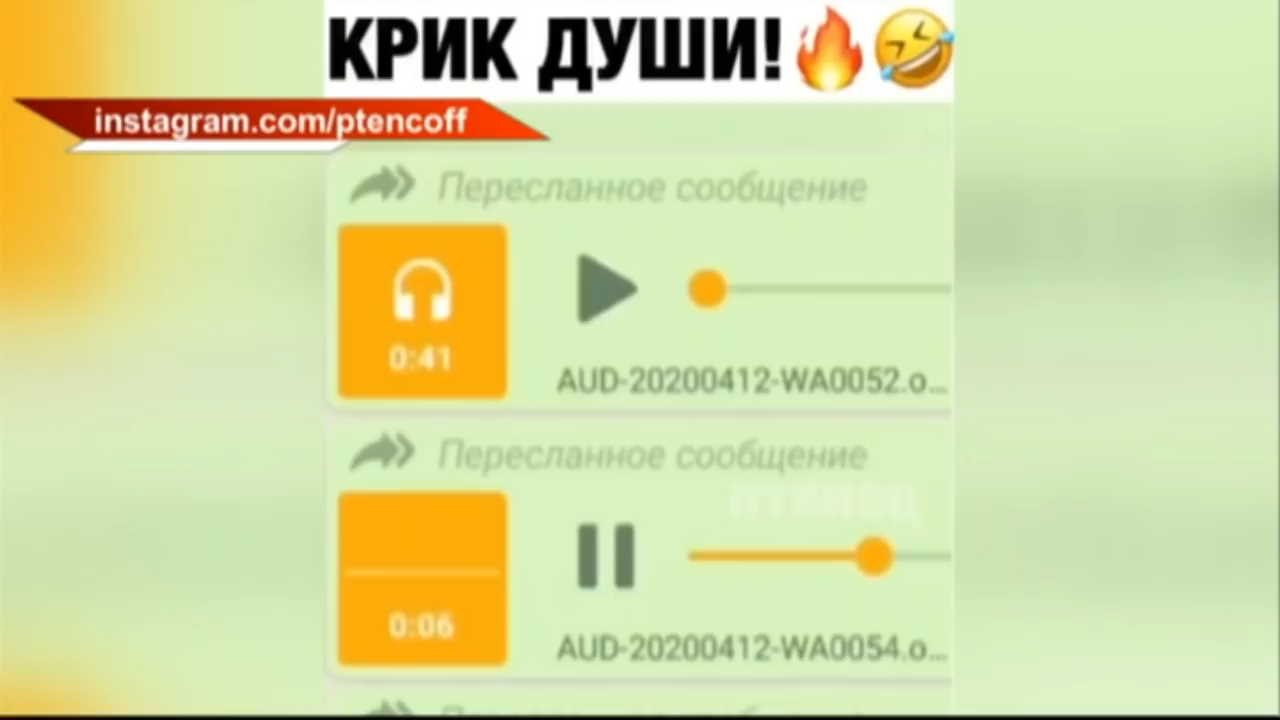 КРИК ДУШИ!
instagram.com/ptencoff
Пересланное сообщение
0:41
AUD-20200412-WA0052.o...
Пересланное сообщение
птенец
0:06
AUD-20200412-WA0054.o...